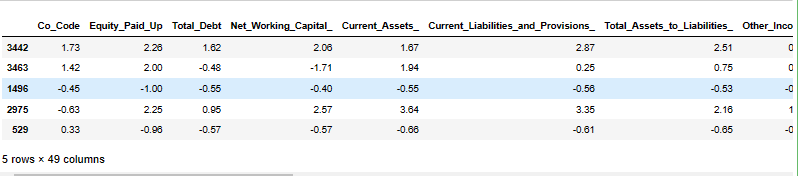 Co_Code Equity_Paid_Up Total_Debt Net_Working_Capital_ Current_Assets_ Current_Liabilities_and_Provisions_ Total_Assets_to_Liabilities_ Other_Inco
3442 1.73 2.26 1.62 2.06 1.67 2.87 2.51 0
3463 1.42 2.00 -0.48 -1.71 1.94 0.25 0.75 0
1496 -0.45 -1.00 -0.55 -0.40 -0.55 -0.56 -0.53 -0
2975 -0.63 2.25 0.95 2.57 3.64 3.35 2.16 1
529 0.33 -0.96 -0.57 -0.57 -0.66 -0.61 -0.65 -0
5 rows × 49 columns